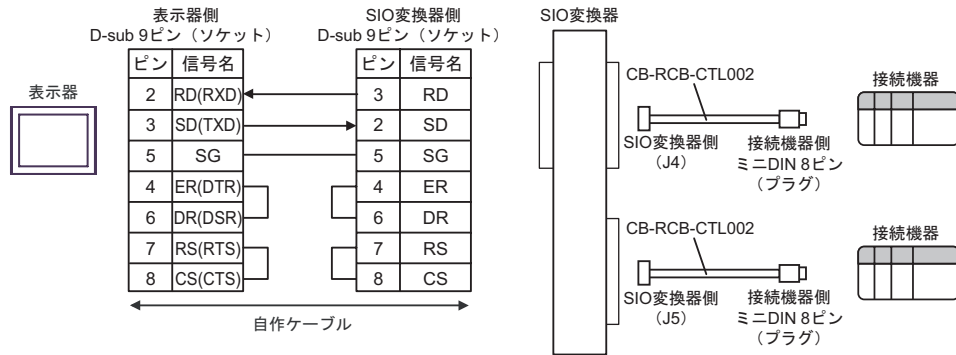 表示器側
D-sub 9ピン（ソケット）
SIO変換器側
D-sub 9ピン（ソケット）
SIO変換器
表示器
ピン 信号名
2 RD(RXD)
3 SD(TXD)
5 SG
4 ER(DTR)
6 DR(DSR)
7 RS(RTS)
8 CS(CTS)
ピン 信号名
3 RD
2 SD
5 SG
4 ER
6 DR
7 RS
8 CS
自作ケーブル
CB-RCB-CTL002
SIO変換器側
（J4）
接続機器側
ミニDIN 8ピン
（プラグ）
接続機器
CB-RCB-CTL002
SIO変換器側
（J5）
接続機器側
ミニDIN 8ピン
（プラグ）
接続機器